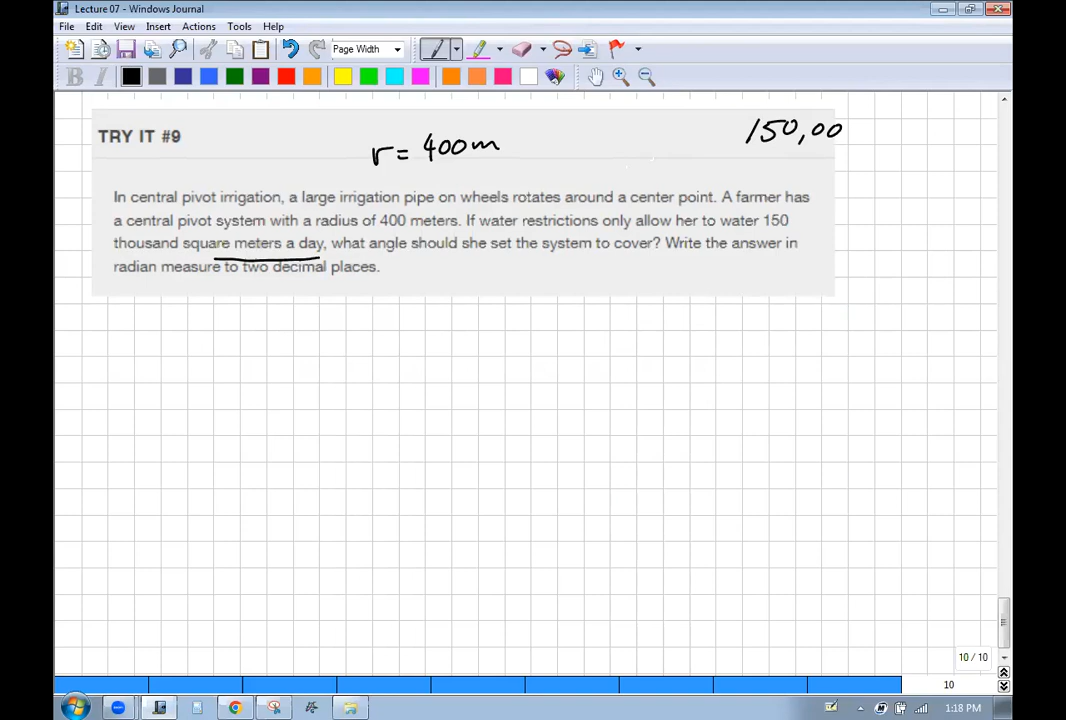 Lecture 07 - Windows Journal
File Edit View Insert Actions Tools Help
Page Width
B I
TRY IT #9
r = 400m
150,00
In central pivot irrigation, a large irrigation pipe on wheels rotates around a center point. A farmer has
a central pivot system with a radius of 400 meters. If water restrictions only allow her to water 150
thousand square meters a day, what angle should she set the system to cover? Write the answer in
radian measure to two decimal places.
10 / 10
10
1:18 PM